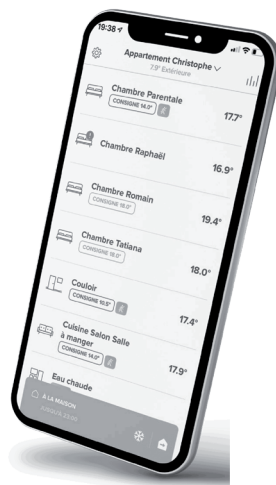 19:38
Appartement Christophe
7.9° Extérieure
Chambre Parentale
CONSIGNE 14.0°
17.7°
Chambre Raphaël
16.9°
Chambre Romain
CONSIGNE 18.0°
19.4°
Chambre Tatiana
CONSIGNE 18.0°
18.0°
Couloir
CONSIGNE 10.5°
17.4°
Cuisine Salon Salle
à manger
CONSIGNE 14.0°
17.9°
Eau chaude
À LA MAISON